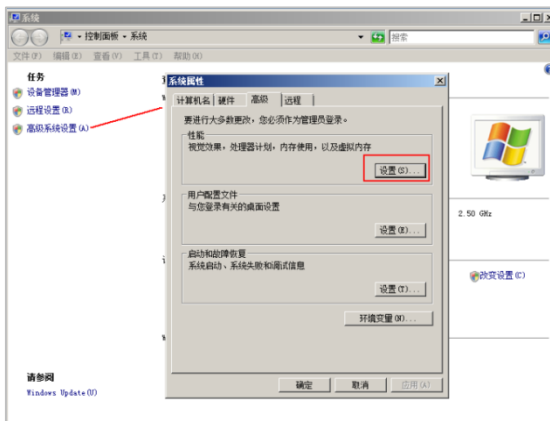 系统
控制面板 系统
搜索
文件(F) 编辑(E) 查看(V) 工具(T) 帮助(H)
任务
设备管理器(M)
远程设置(R)
高级系统设置(A)
系统属性
计算机名 硬件 高级 远程
要进行大多数更改，您必须作为管理员登录。
性能
视觉效果，处理器计划，内存使用，以及虚拟内存
设置(S)...
用户配置文件
与您登录有关的桌面设置
设置(E)...
启动和故障恢复
系统启动、系统失败和调试信息
设置(T)...
环境变量(N)...
确定 取消 应用(A)
2.50 GHz
改变设置(C)
请参阅
Windows Update(U)